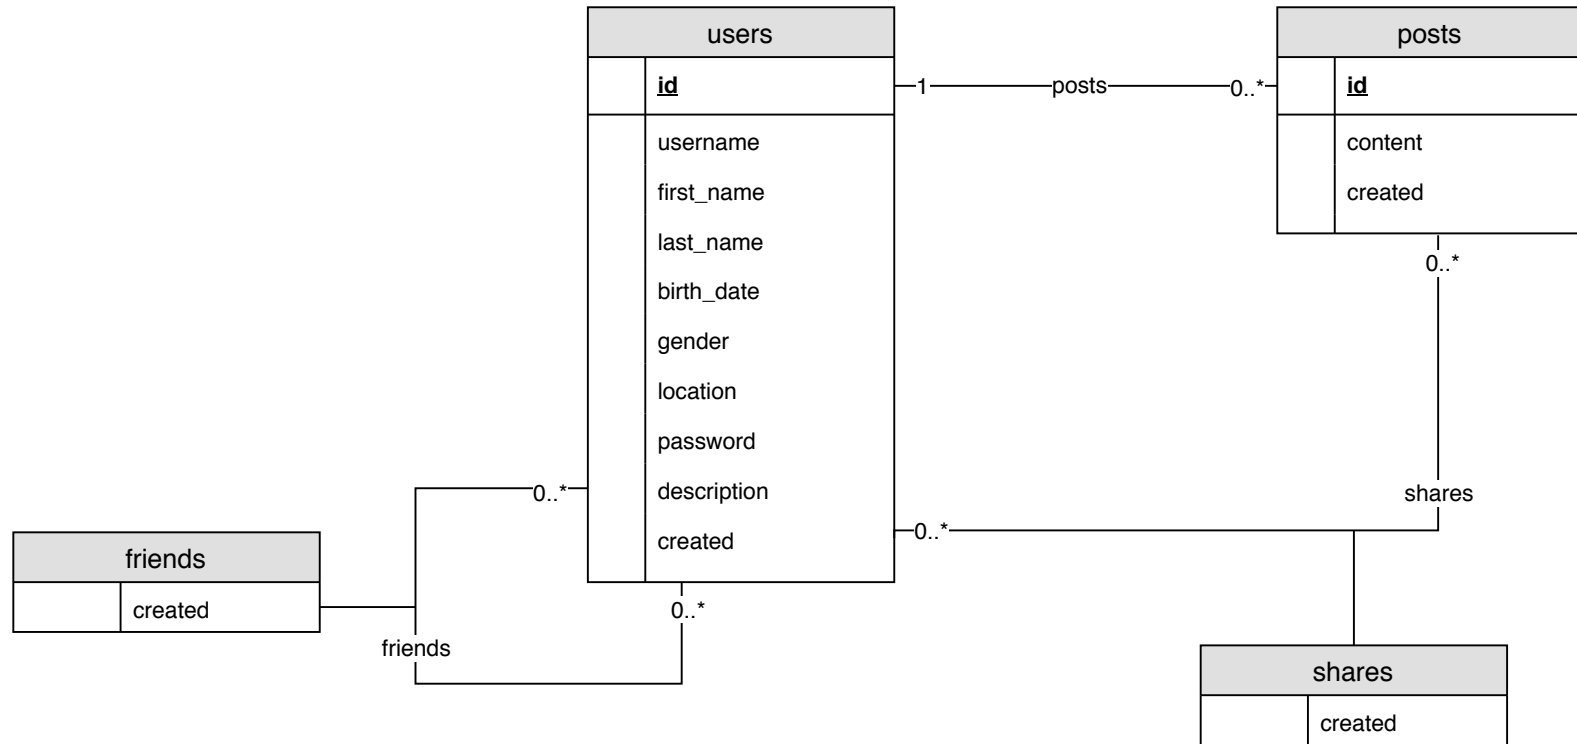 users
id
username
first_name
last_name
birth_date
gender
location
password
description
created
1
posts
0..*
posts
id
content
created
0..*
shares
0..*
shares
created
0..*
0..*
friends
friends
created